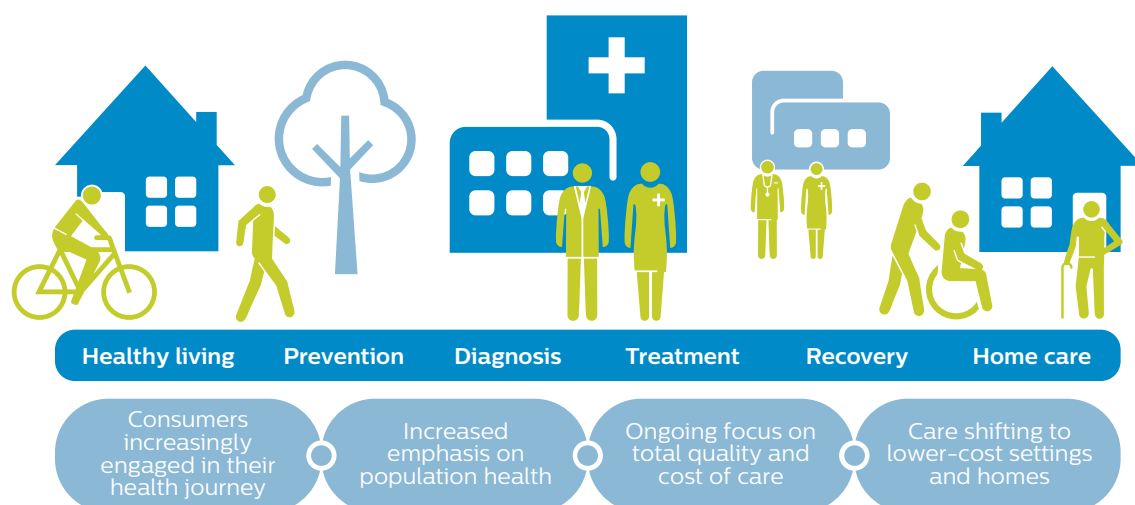 Healthy living Prevention Diagnosis Treatment Recovery Home care
Consumers
increasingly
engaged in their
health journey
Increased
emphasis on
population health
Ongoing focus on
total quality and
cost of care
Care shifting to
lower-cost settings
and homes